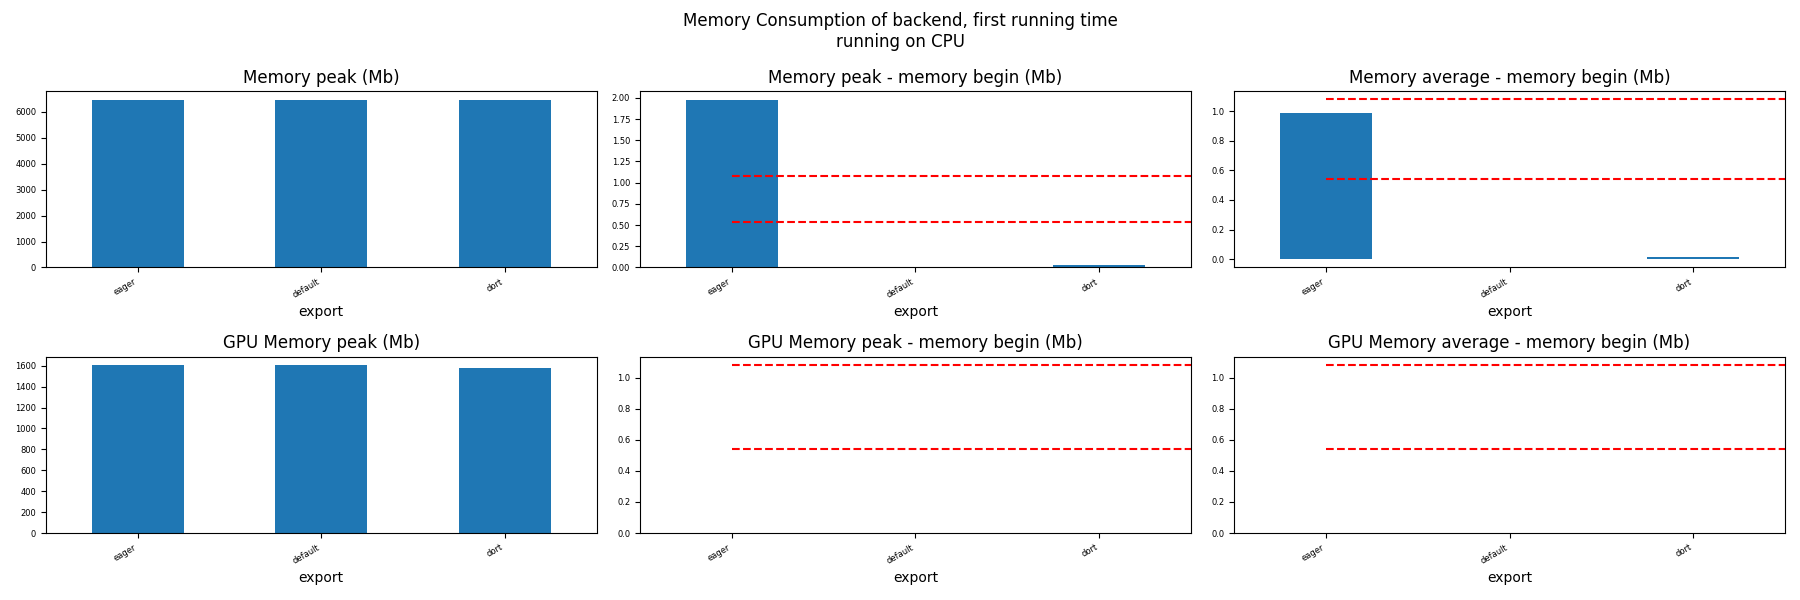 Memory Consumption of backend, first running time
running on CPU
Memory peak (Mb)
6000
5000
4000
3000
2000
1000
0
eager
default
dort
export
Memory peak - memory begin (Mb)
2.00
1.75
1.50
1.25
1.00
0.75
0.50
0.25
0.00
eager
default
dort
export
Memory average - memory begin (Mb)
1.0
0.8
0.6
0.4
0.2
0.0
eager
default
dort
export
GPU Memory peak (Mb)
1600
1400
1200
1000
800
600
400
200
0
eager
default
dort
export
GPU Memory peak - memory begin (Mb)
1.0
0.8
0.6
0.4
0.2
0.0
eager
default
dort
export
GPU Memory average - memory begin (Mb)
1.0
0.8
0.6
0.4
0.2
0.0
eager
default
dort
export